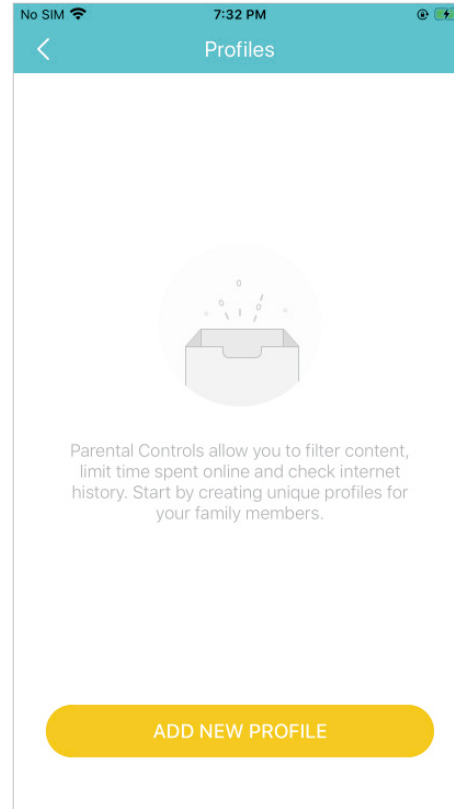 No SIM 7:32 PM
Profiles
Parental Controls allow you to filter content,
limit time spent online and check internet
history. Start by creating unique profiles for
your family members.
ADD NEW PROFILE